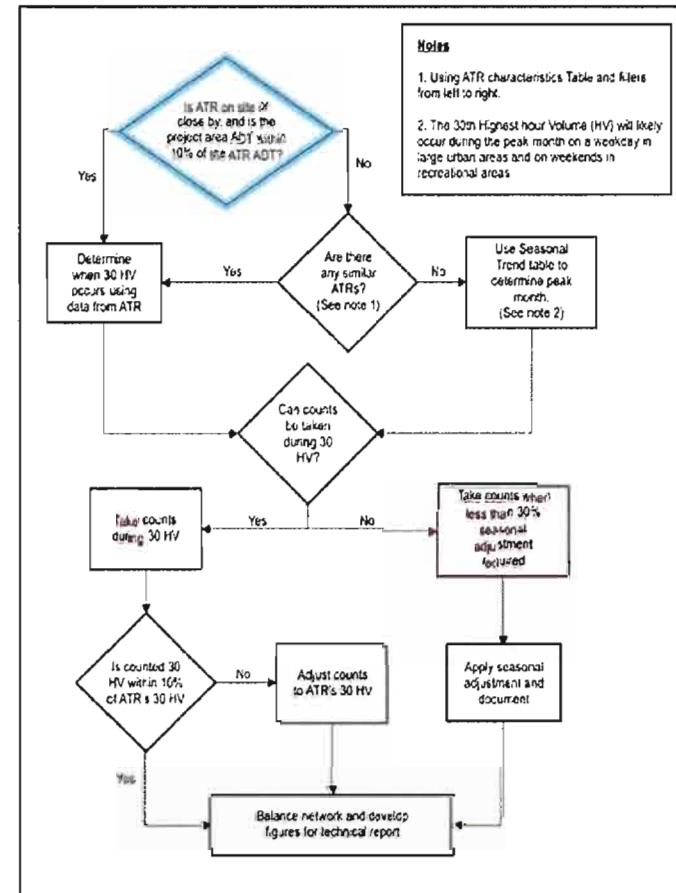 Notes
1. Using ATR characteristics Table and filters
from left to right.
2. The 30th Highest hour Volume (HV) will likely
occur during the peak month on a weekday in
large urban areas and on weekends in
recreational areas
Is ATR on site or
close by, and is the
project area ADT within
10% of the ATR ADT?
Yes
No
Determine
when 30 HV
occurs using
data from ATR
Yes
Are there
any similar
ATRs?
(See note 1)
No
Use Seasonal
Trend table to
determine peak
month.
(See note 2)
Can counts
be taken
during 30
HV?
Take counts
during 30 HV
Yes
No
Take counts when
less than 30%
seasonal
adjustment
required
Is counted 30
HV within 10%
of ATR's 30 HV
No
Adjust counts
to ATR's 30 HV
Apply seasonal
adjustment and
document
Yes
Balance network and develop
figures for technical report